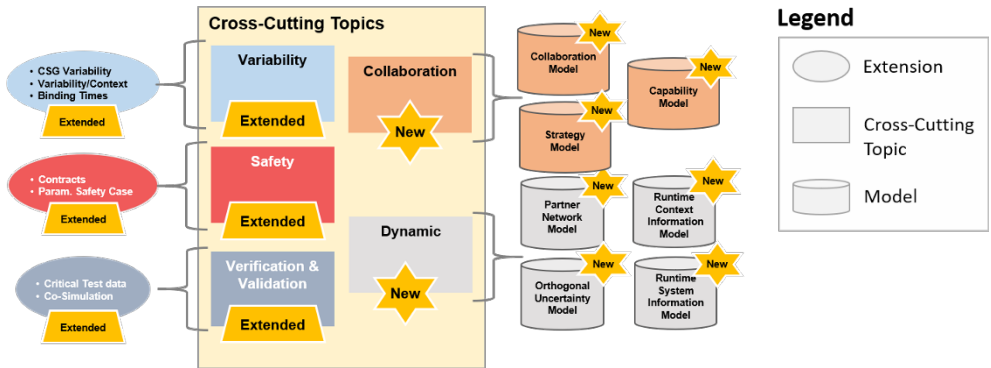 Cross-Cutting Topics
• CSG Variability
• Variability/Context
• Binding Times
Extended
• Contracts
• Param. Safety Case
Extended
• Critical Test data
• Co-Simulation
Extended
Variability
Extended
Safety
Extended
Verification &
Validation
Extended
Collaboration
New
Dynamic
New
Collaboration
Model
New
Capability
Model
New
Strategy
Model
New
Partner
Network
Model
New
Runtime
Context
Information
Model
New
Orthogonal
Uncertainty
Model
New
Runtime
System
Information
Model
New
Legend
Extension
Cross-Cutting
Topic
Model